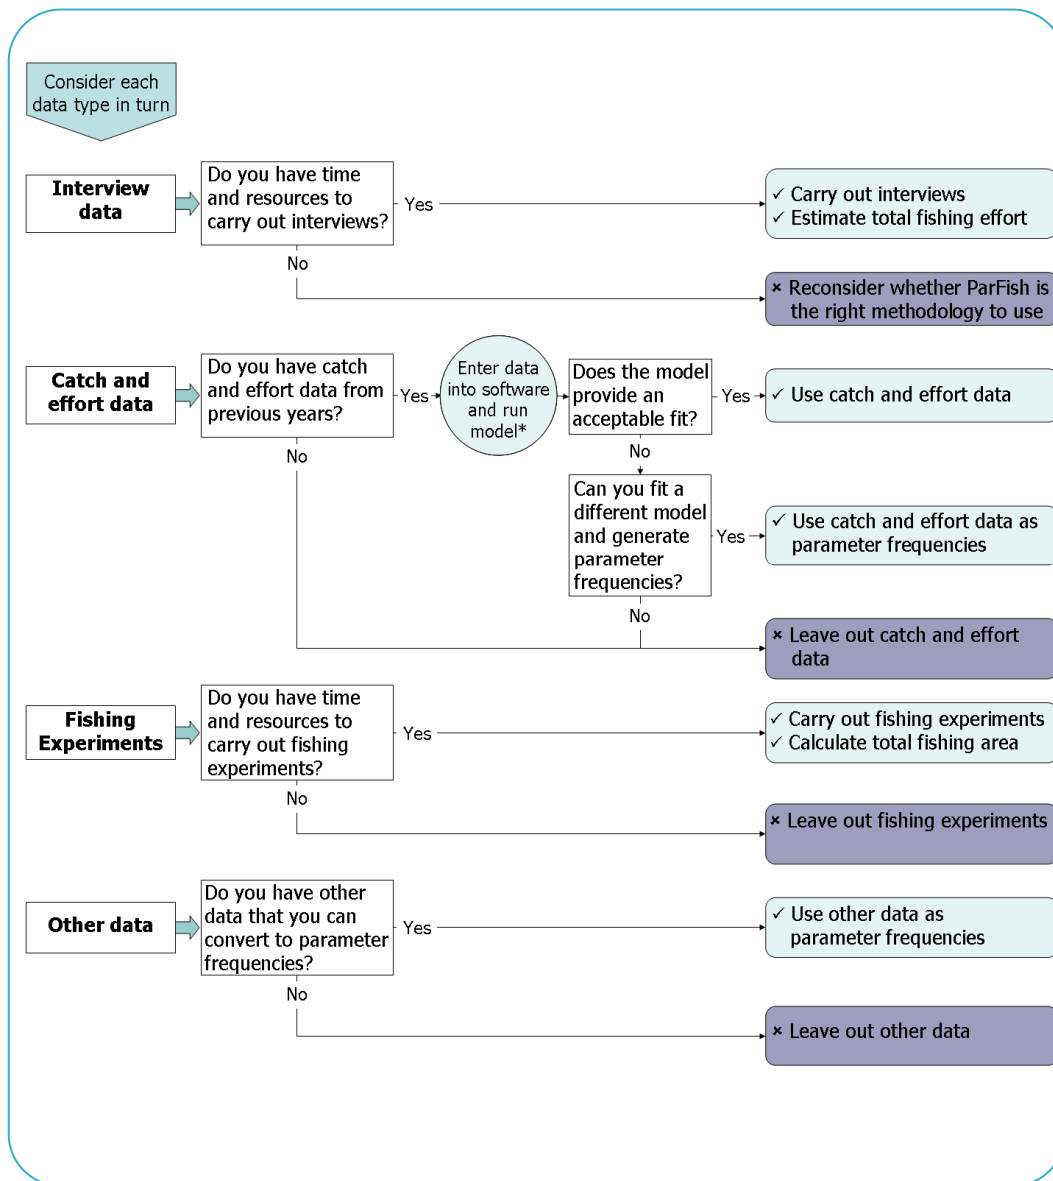 Consider each
data type in turn
Interview
data
Do you have time
and resources to
carry out interviews?
Yes
✓ Carry out interviews
✓ Estimate total fishing effort
No
× Reconsider whether ParFish is
the right methodology to use
Catch and
effort data
Do you have catch
and effort data from
previous years?
Yes
Enter data
into software
and run
model*
Does the model
provide an
acceptable fit?
Yes
✓ Use catch and effort data
No
No
Can you fit a
different model
and generate
parameter
frequencies?
Yes
✓ Use catch and effort data as
parameter frequencies
No
× Leave out catch and effort
data
Fishing
Experiments
Do you have time
and resources to
carry out fishing
experiments?
Yes
✓ Carry out fishing experiments
✓ Calculate total fishing area
No
× Leave out fishing experiments
Other data
Do you have other
data that you can
convert to parameter
frequencies?
Yes
✓ Use other data as
parameter frequencies
No
× Leave out other data